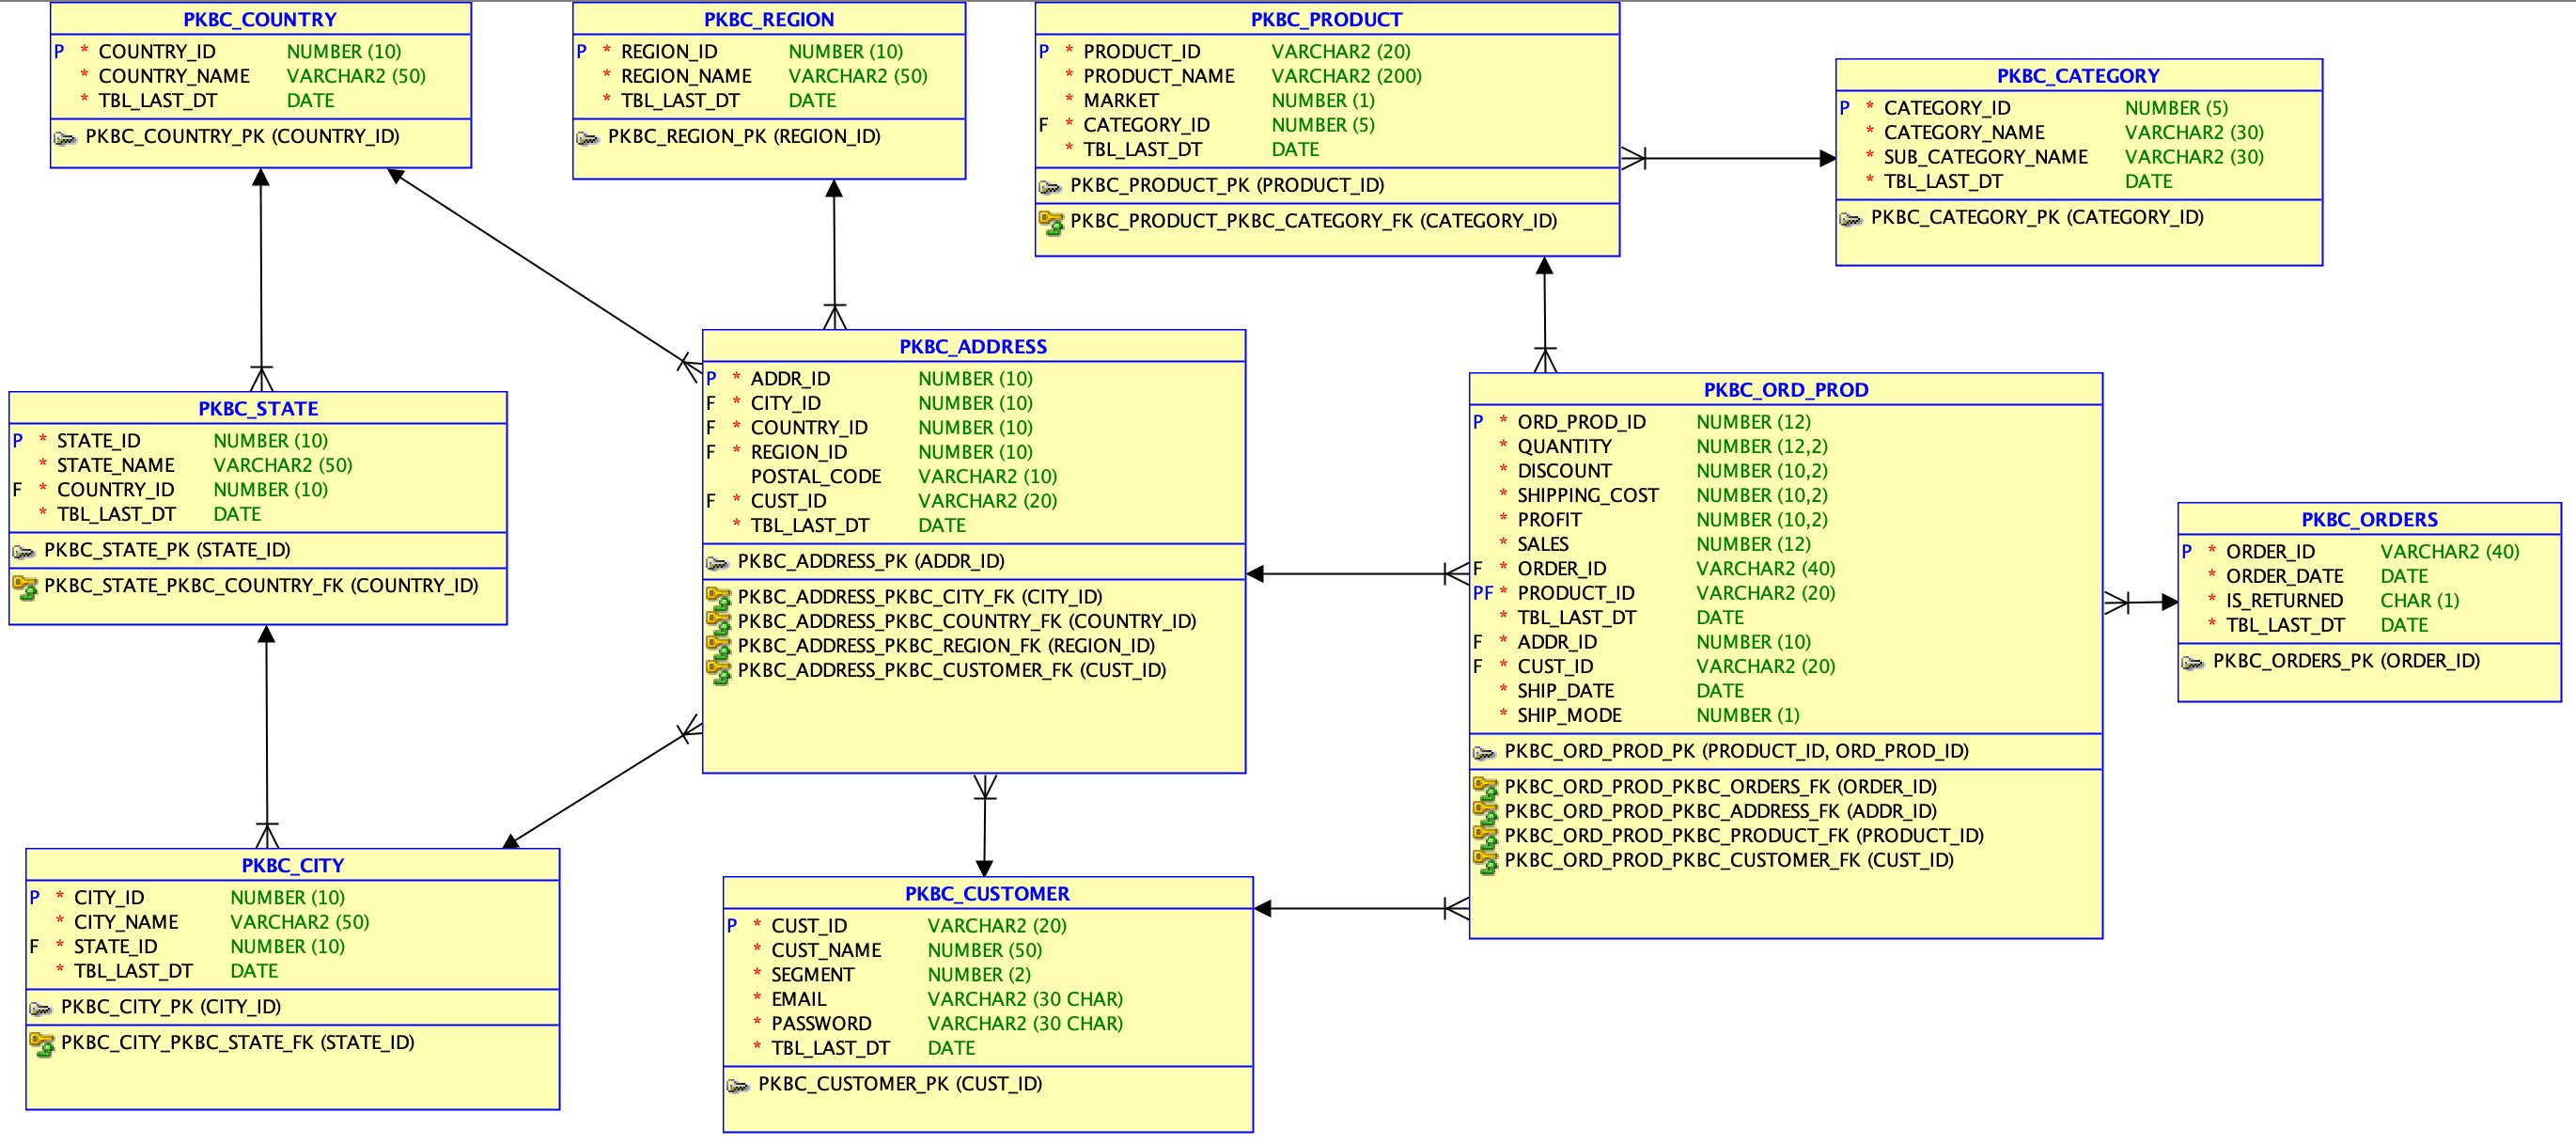 PKBC_COUNTRY
P * COUNTRY_ID NUMBER (10)
* COUNTRY_NAME VARCHAR2 (50)
* TBL_LAST_DT DATE
PKBC_COUNTRY_PK (COUNTRY_ID)
PKBC_REGION
P * REGION_ID NUMBER (10)
* REGION_NAME VARCHAR2 (50)
* TBL_LAST_DT DATE
PKBC_REGION_PK (REGION_ID)
PKBC_PRODUCT
P * PRODUCT_ID VARCHAR2 (20)
* PRODUCT_NAME VARCHAR2 (200)
* MARKET NUMBER (1)
F * CATEGORY_ID NUMBER (5)
* TBL_LAST_DT DATE
PKBC_PRODUCT_PK (PRODUCT_ID)
PKBC_PRODUCT_PKBC_CATEGORY_FK (CATEGORY_ID)
PKBC_CATEGORY
P * CATEGORY_ID NUMBER (5)
* CATEGORY_NAME VARCHAR2 (30)
* SUB_CATEGORY_NAME VARCHAR2 (30)
* TBL_LAST_DT DATE
PKBC_CATEGORY_PK (CATEGORY_ID)
PKBC_STATE
P * STATE_ID NUMBER (10)
* STATE_NAME VARCHAR2 (50)
F * COUNTRY_ID NUMBER (10)
* TBL_LAST_DT DATE
PKBC_STATE_PK (STATE_ID)
PKBC_STATE_PKBC_COUNTRY_FK (COUNTRY_ID)
PKBC_ADDRESS
P * ADDR_ID NUMBER (10)
F * CITY_ID NUMBER (10)
F * COUNTRY_ID NUMBER (10)
F * REGION_ID NUMBER (10)
POSTAL_CODE VARCHAR2 (10)
F * CUST_ID VARCHAR2 (20)
* TBL_LAST_DT DATE
PKBC_ADDRESS_PK (ADDR_ID)
PKBC_ADDRESS_PKBC_CITY_FK (CITY_ID)
PKBC_ADDRESS_PKBC_COUNTRY_FK (COUNTRY_ID)
PKBC_ADDRESS_PKBC_REGION_FK (REGION_ID)
PKBC_ADDRESS_PKBC_CUSTOMER_FK (CUST_ID)
PKBC_ORD_PROD
P * ORD_PROD_ID NUMBER (12)
* QUANTITY NUMBER (12,2)
* DISCOUNT NUMBER (10,2)
* SHIPPING_COST NUMBER (10,2)
* PROFIT NUMBER (10,2)
* SALES NUMBER (12)
F * ORDER_ID VARCHAR2 (40)
PF * PRODUCT_ID VARCHAR2 (20)
* TBL_LAST_DT DATE
F * ADDR_ID NUMBER (10)
F * CUST_ID VARCHAR2 (20)
* SHIP_DATE DATE
* SHIP_MODE NUMBER (1)
PKBC_ORD_PROD_PK (PRODUCT_ID, ORD_PROD_ID)
PKBC_ORD_PROD_PKBC_ORDERS_FK (ORDER_ID)
PKBC_ORD_PROD_PKBC_ADDRESS_FK (ADDR_ID)
PKBC_ORD_PROD_PKBC_PRODUCT_FK (PRODUCT_ID)
PKBC_ORD_PROD_PKBC_CUSTOMER_FK (CUST_ID)
PKBC_ORDERS
P * ORDER_ID VARCHAR2 (40)
* ORDER_DATE DATE
* IS_RETURNED CHAR (1)
* TBL_LAST_DT DATE
PKBC_ORDERS_PK (ORDER_ID)
PKBC_CITY
P * CITY_ID NUMBER (10)
* CITY_NAME VARCHAR2 (50)
F * STATE_ID NUMBER (10)
* TBL_LAST_DT DATE
PKBC_CITY_PK (CITY_ID)
PKBC_CITY_PKBC_STATE_FK (STATE_ID)
PKBC_CUSTOMER
P * CUST_ID VARCHAR2 (20)
* CUST_NAME NUMBER (50)
* SEGMENT NUMBER (2)
* EMAIL VARCHAR2 (30 CHAR)
* PASSWORD VARCHAR2 (30 CHAR)
* TBL_LAST_DT DATE
PKBC_CUSTOMER_PK (CUST_ID)